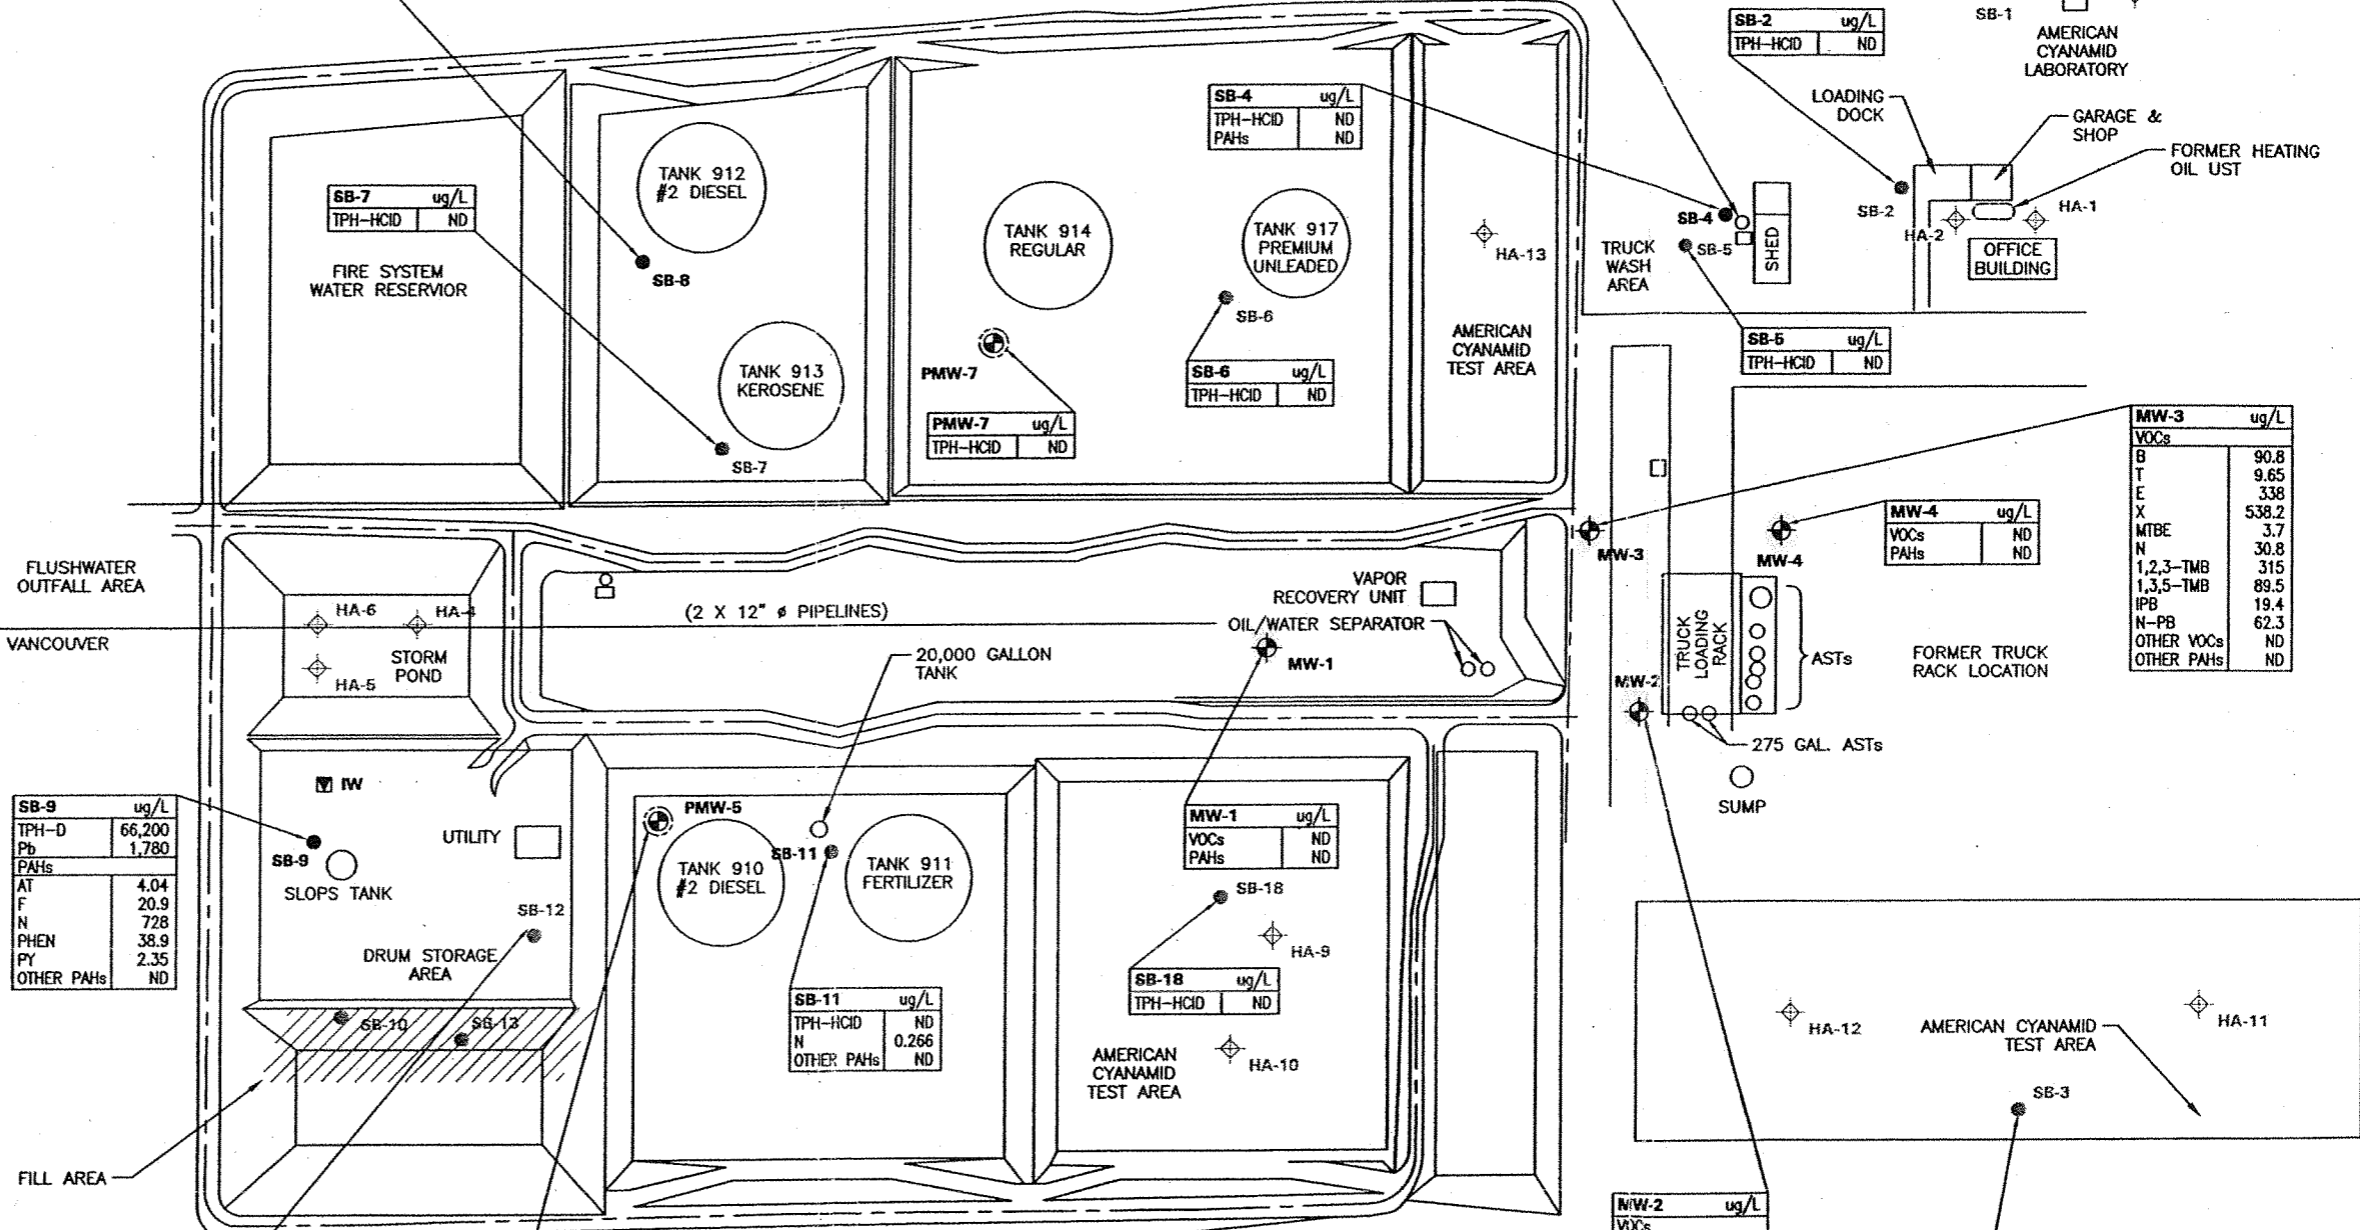 SB-2 ug/L
TPH-HCID ND
SB-1
AMERICAN
CYANAMID
LABORATORY
LOADING
DOCK
GARAGE &
SHOP
FORMER HEATING
OIL UST
SB-2
HA-2
HA-1
OFFICE
BUILDING
SB-4 ug/L
TPH-HCID ND
PAHs ND
SB-4
SB-5
SHED
TRUCK
WASH
AREA
SB-5 ug/L
TPH-HCID ND
TANK 912
#2 DIESEL
SB-7 ug/L
TPH-HCID ND
FIRE SYSTEM
WATER RESERVIOR
SB-8
TANK 913
KEROSENE
SB-7
TANK 914
REGULAR
TANK 917
PREMIUM
UNLEADED
SB-6
SB-6 ug/L
TPH-HCID ND
PMW-7
PMW-7 ug/L
TPH-HCID ND
HA-13
AMERICAN
CYANAMID
TEST AREA
MW-3 ug/L
VOCs
B 90.8
T 9.65
E 338
X 538.2
MTBE 3.7
N 30.8
1,2,3-TMB 315
1,3,5-TMB 89.5
IPB 19.4
N-PB 62.3
OTHER VOCs ND
OTHER PAHs ND
MW-3
MW-4
MW-4 ug/L
VOCs ND
PAHs ND
FLUSHWATER
OUTFALL AREA
VANCOUVER
HA-6
HA-4
HA-5
STORM
POND
(2 X 12" ø PIPELINES)
20,000 GALLON
TANK
VAPOR
RECOVERY UNIT
OIL/WATER SEPARATOR
MW-1
MW-2
TRUCK
LOADING
RACK
ASTs
FORMER TRUCK
RACK LOCATION
275 GAL. ASTs
SUMP
IW
SB-9 ug/L
TPH-D 66,200
Pb 1,780
PAHs
AT 4.04
F 20.9
N 728
PHEN 38.9
PY 2.35
OTHER PAHs ND
SB-9
SLOPS TANK
UTILITY
SB-12
DRUM STORAGE
AREA
SB-10
SB-13
FILL AREA
PMW-5
TANK 910
#2 DIESEL
SB-11
TANK 911
FERTILIZER
SB-11 ug/L
TPH-HCID ND
N 0.266
OTHER PAHs ND
MW-1 ug/L
VOCs ND
PAHs ND
SB-18
HA-9
SB-18 ug/L
TPH-HCID ND
HA-10
AMERICAN
CYANAMID
TEST AREA
HA-12
AMERICAN CYANAMID
TEST AREA
HA-11
SB-3
MW-2 ug/L
VOCs